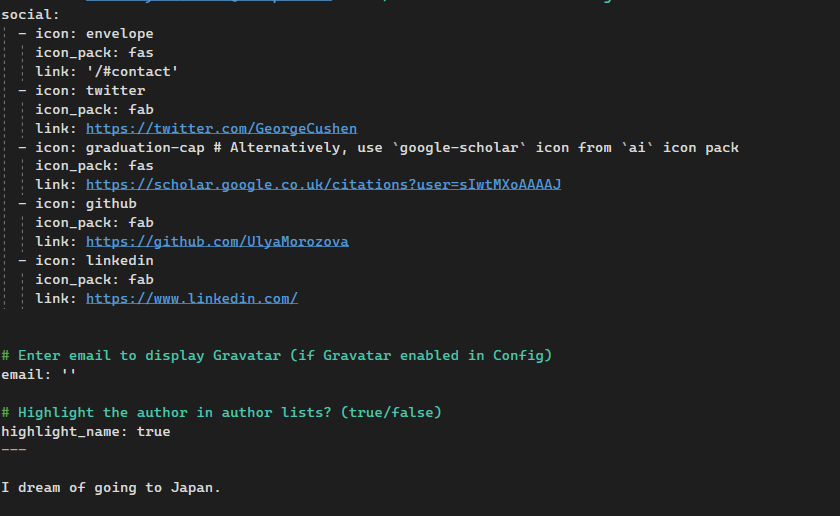 social:
  - icon: envelope
    icon_pack: fas
    link: '/#contact'
  - icon: twitter
    icon_pack: fab
    link: https://twitter.com/GeorgeCushen
  - icon: graduation-cap # Alternatively, use `google-scholar` icon from `ai` icon pack
    icon_pack: fas
    link: https://scholar.google.co.uk/citations?user=sIwtMXoAAAAJ
  - icon: github
    icon_pack: fab
    link: https://github.com/UlyaMorozova
  - icon: linkedin
    icon_pack: fab
    link: https://www.linkedin.com/
# Enter email to display Gravatar (if Gravatar enabled in Config)
email: ''
# Highlight the author in author lists? (true/false)
highlight_name: true
---
I dream of going to Japan.